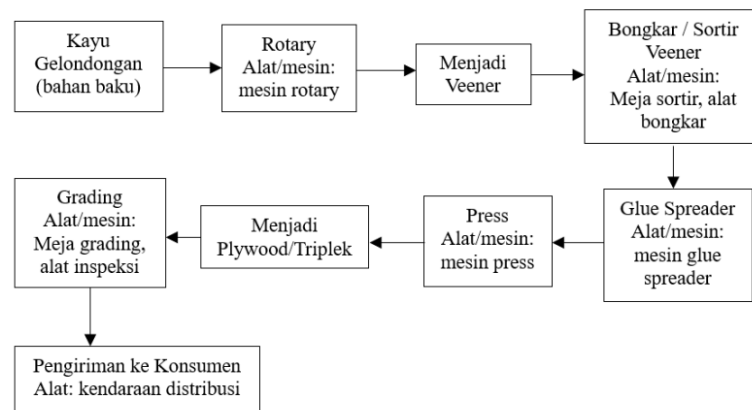 Kayu
Gelondongan
(bahan baku)
Rotary
Alat/mesin:
mesin rotary
Menjadi
Veener
Bongkar / Sortir
Veener
Alat/mesin:
Meja sortir, alat
bongkar
Glue Spreader
Alat/mesin:
mesin glue
spreader
Press
Alat/mesin:
mesin press
Menjadi
Plywood/Triplek
Grading
Alat/mesin:
Meja grading,
alat inspeksi
Pengiriman ke Konsumen
Alat: kendaraan distribusi